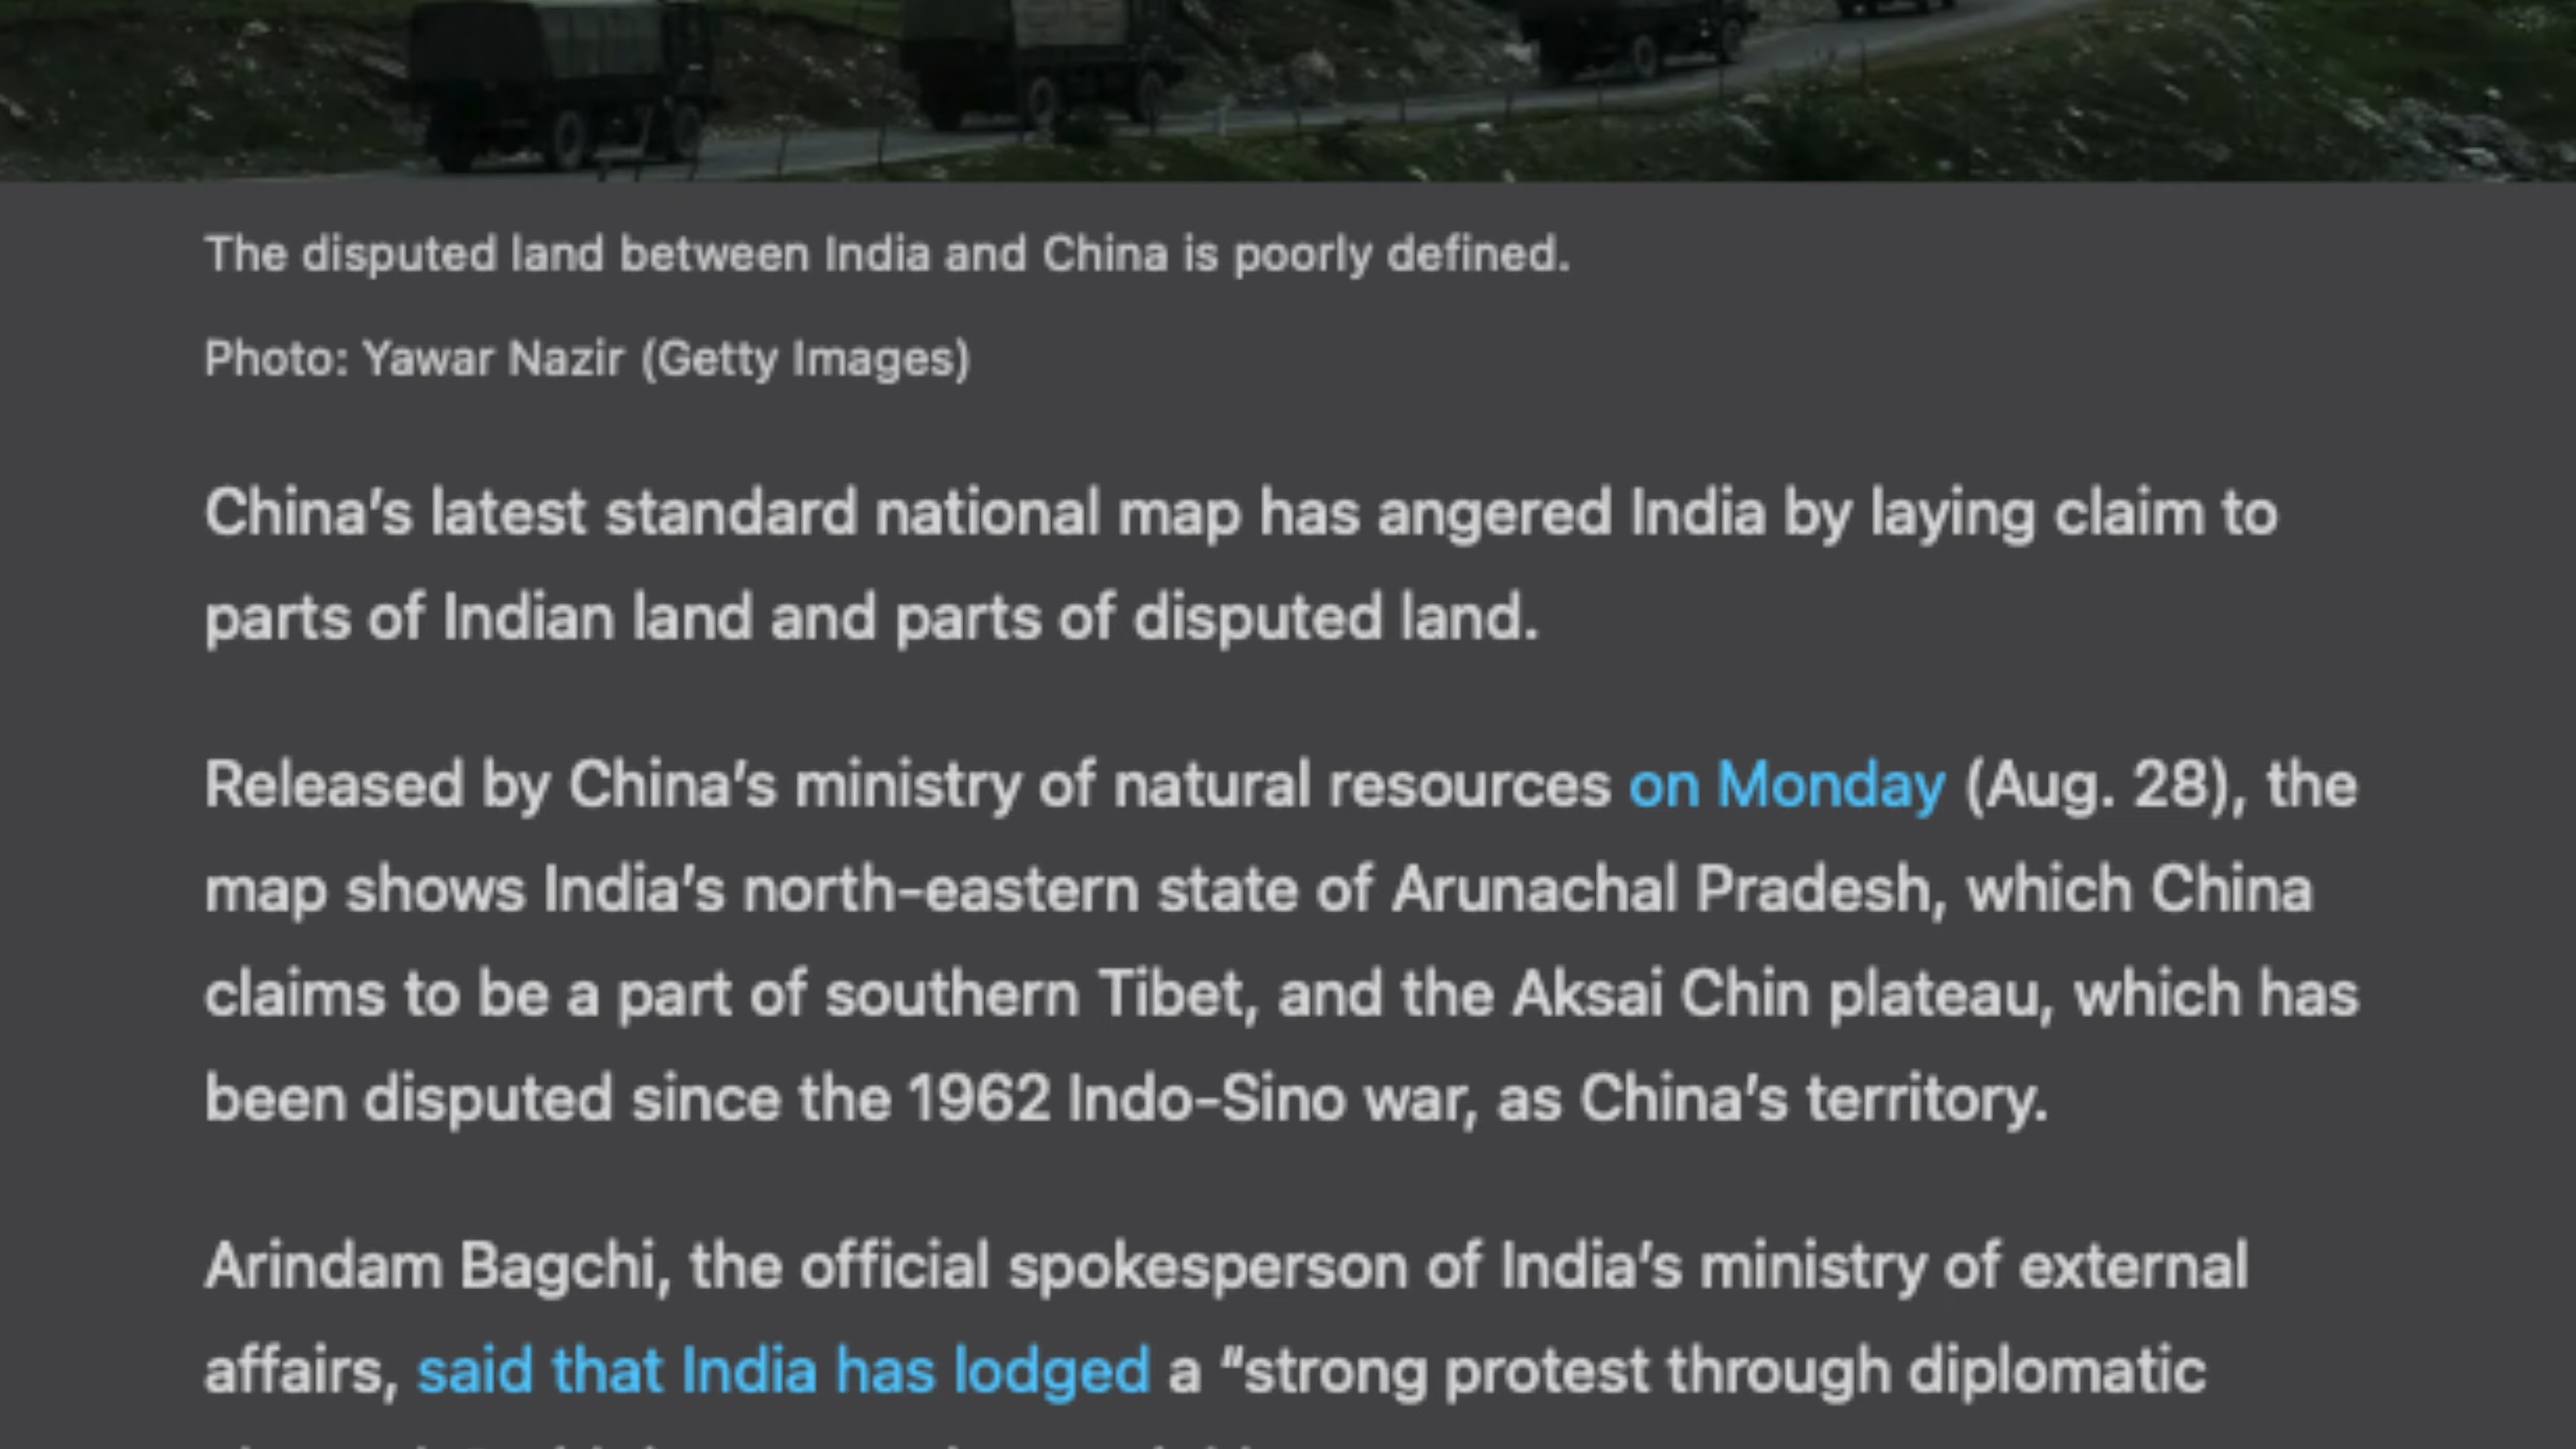 The disputed land between India and China is poorly defined.
Photo: Yawar Nazir (Getty Images)
China’s latest standard national map has angered India by laying claim to
parts of Indian land and parts of disputed land.
Released by China’s ministry of natural resources on Monday (Aug. 28), the
map shows India’s north-eastern state of Arunachal Pradesh, which China
claims to be a part of southern Tibet, and the Aksai Chin plateau, which has
been disputed since the 1962 Indo-Sino war, as China’s territory.
Arindam Bagchi, the official spokesperson of India’s ministry of external
affairs, said that India has lodged a “strong protest through diplomatic